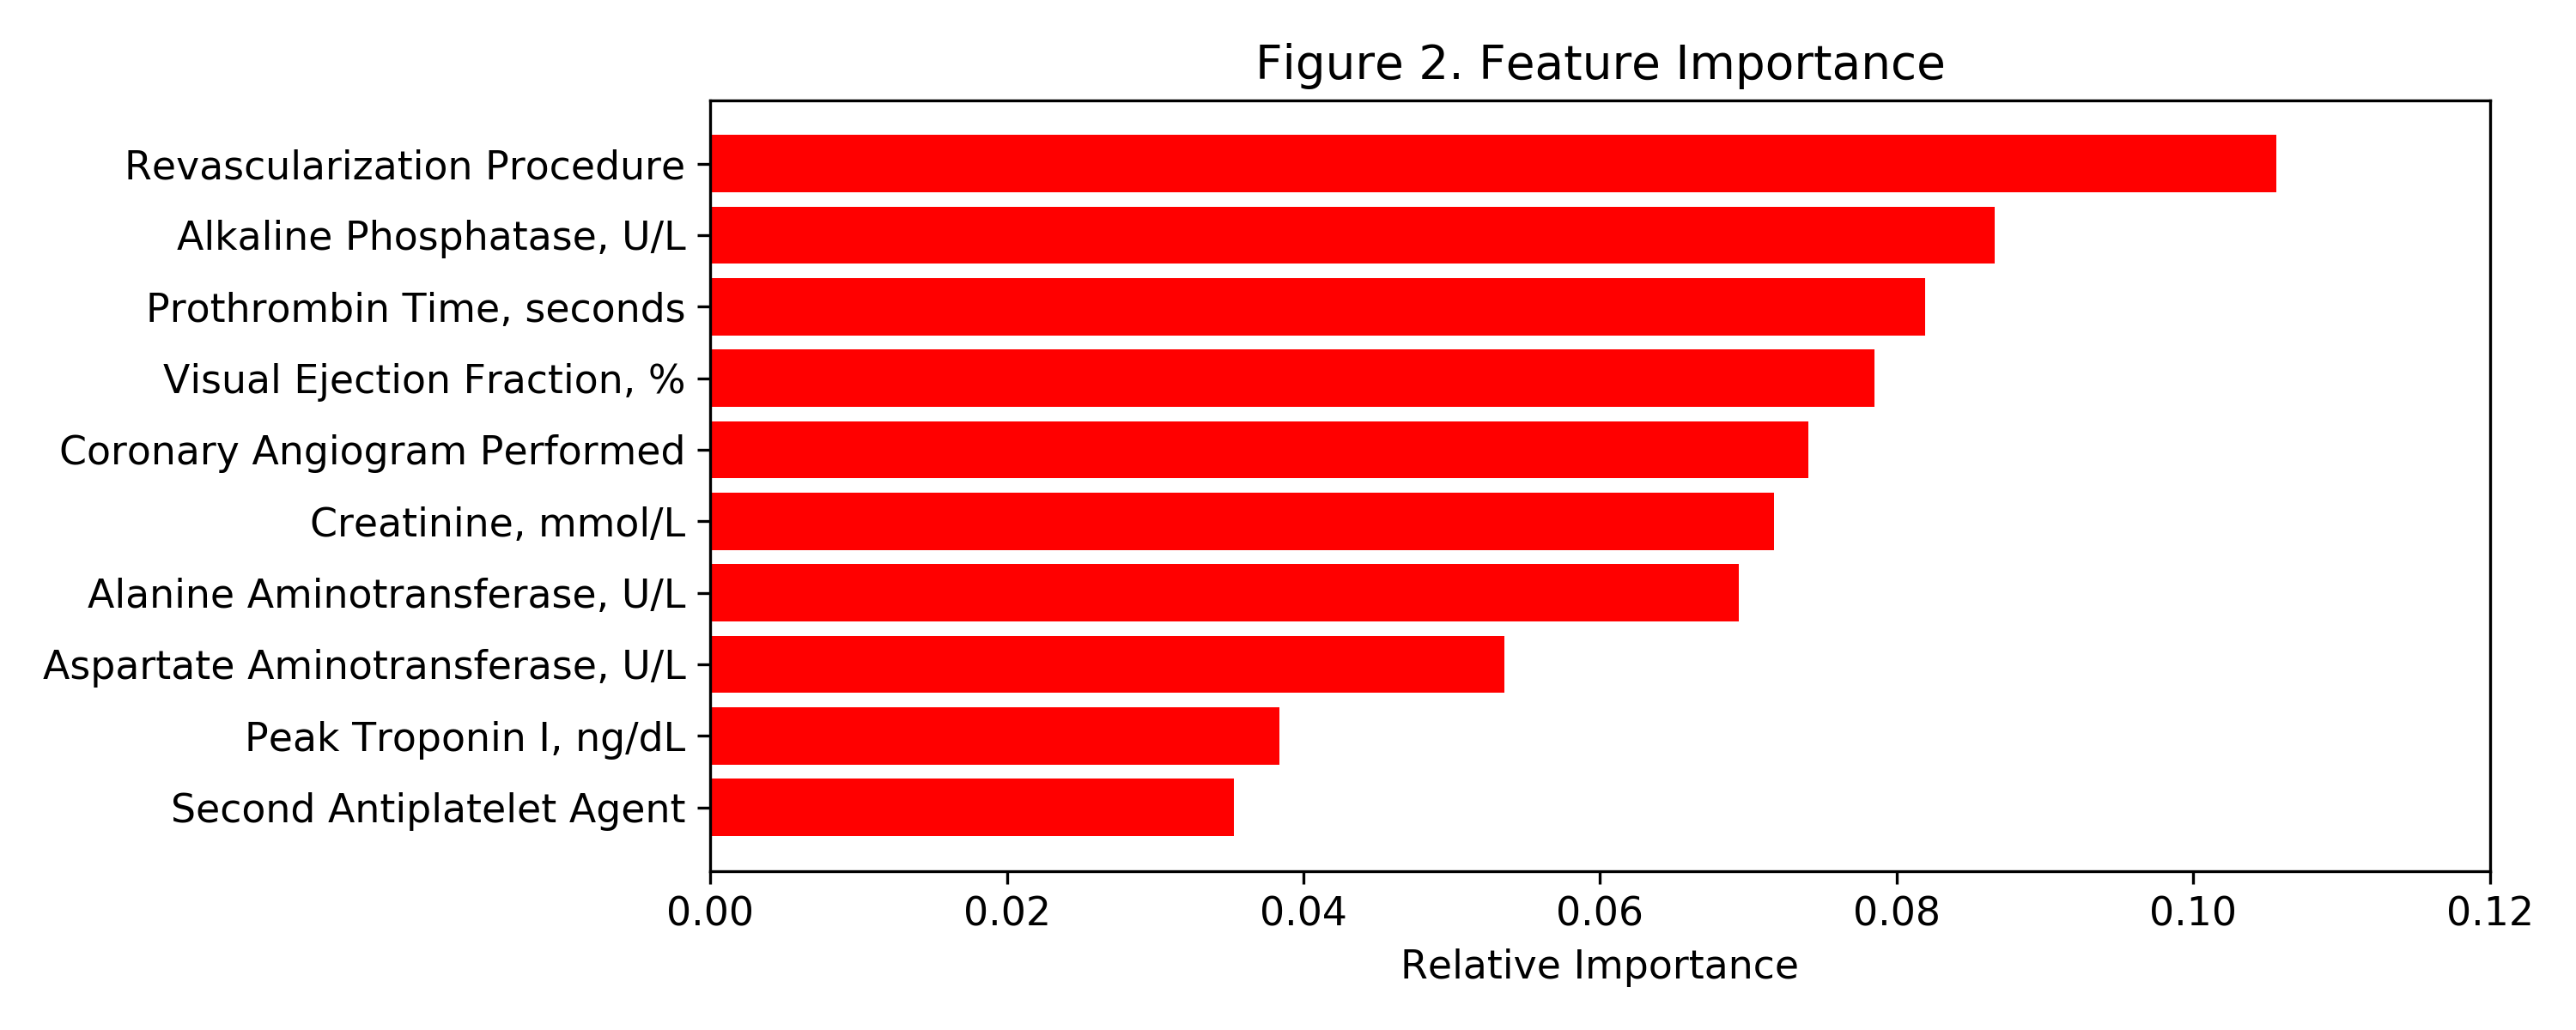 Figure 2. Feature Importance
Revascularization Procedure
Alkaline Phosphatase, U/L
Prothrombin Time, seconds
Visual Ejection Fraction, %
Coronary Angiogram Performed
Creatinine, mmol/L
Alanine Aminotransferase, U/L
Aspartate Aminotransferase, U/L
Peak Troponin I, ng/dL
Second Antiplatelet Agent
0.00 0.02 0.04 0.06 0.08 0.10 0.12
Relative Importance